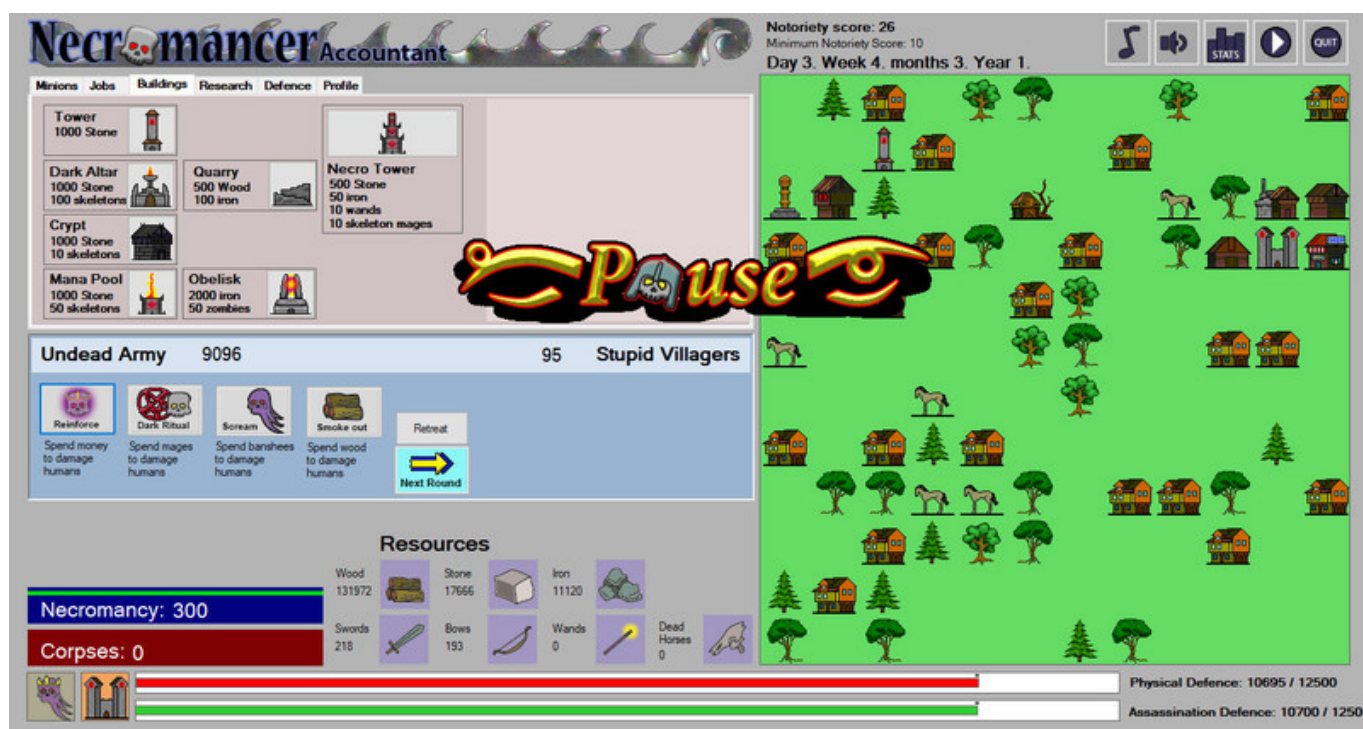 Necromancer Accountant
Notoriety score: 26
Minimum Notoriety Score: 10
Day 3. Week 4. months 3. Year 1.
STATS
QUIT
Minions Jobs Buildings Research Defence Profile
Tower
1000 Stone
Dark Altar
1000 Stone
100 skeletons
Quarry
500 Wood
100 iron
Necro Tower
500 Stone
50 iron
10 wands
10 skeleton mages
Crypt
1000 Stone
10 skeletons
Mana Pool
1000 Stone
50 skeletons
Obelisk
2000 iron
50 zombies
Pause
Undead Army 9096 95 Stupid Villagers
Reinforce
Spend money
to damage
humans
Dark Ritual
Spend mages
to damage
humans
Scream
Spend banshees
to damage
humans
Smoke out
Spend wood
to damage
humans
Retreat
Next Round
Resources
Wood
131972
Stone
17666
Iron
11120
Swords
218
Bows
193
Wands
0
Dead
Horses
0
Necromancy: 300
Corpses: 0
Physical Defence: 10695 / 12500
Assassination Defence: 10700 / 1250